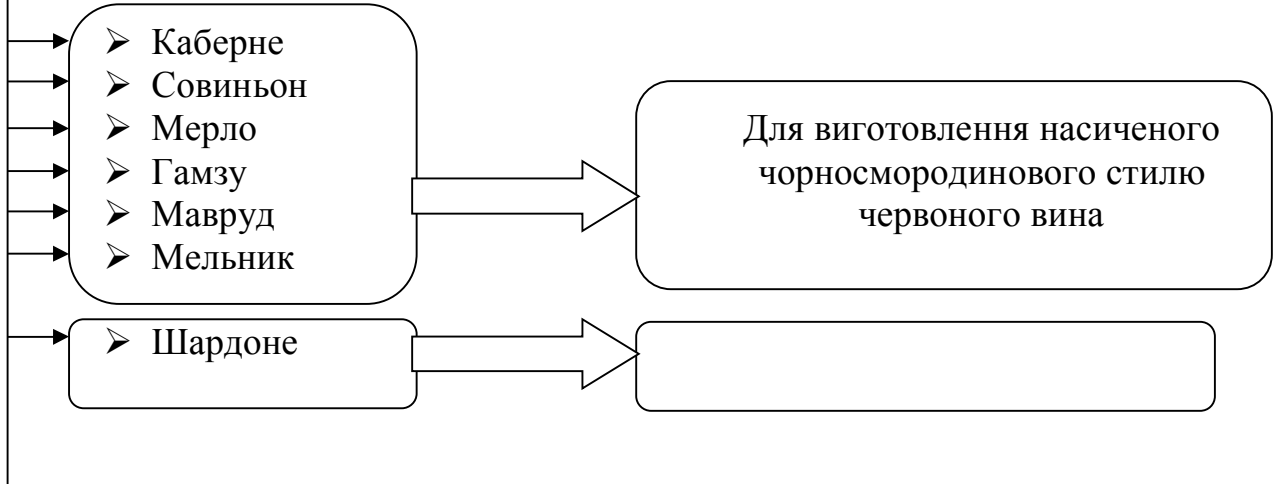 ➢ Каберне
➢ Совиньон
➢ Мерло
➢ Гамзу
➢ Мавруд
➢ Мельник
Для виготовлення насиченого
чорносмородинового стилю
червоного вина
➢ Шардоне